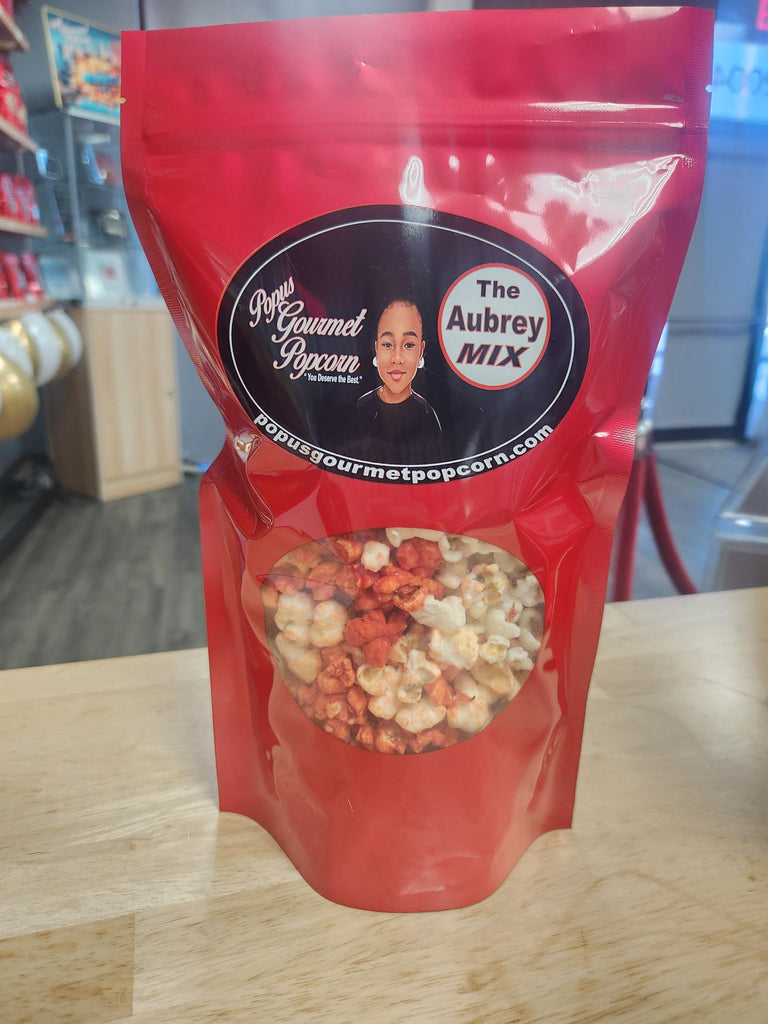 Popus
Gourmet
Popcorn
"You Deserve the Best."
The
Aubrey
MIX
popusgourmetpopcorn.com